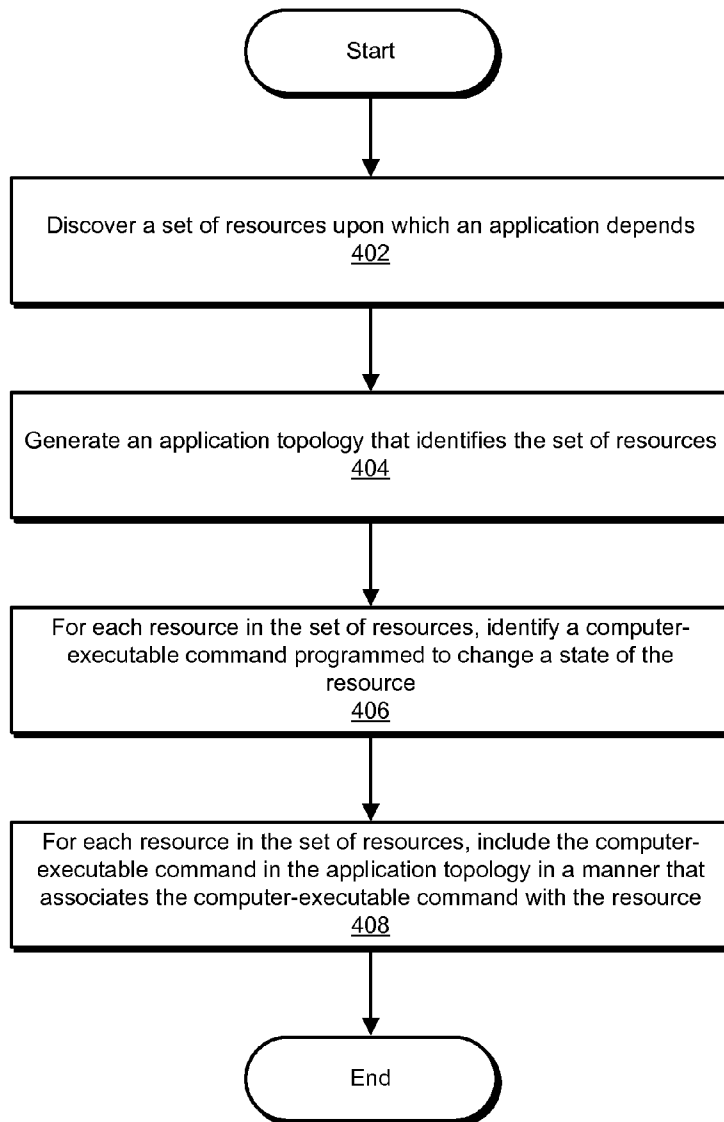 Start
Discover a set of resources upon which an application depends
402
Generate an application topology that identifies the set of resources
404
For each resource in the set of resources, identify a computer-
executable command programmed to change a state of the
resource
406
For each resource in the set of resources, include the computer-
executable command in the application topology in a manner that
associates the computer-executable command with the resource
408
End